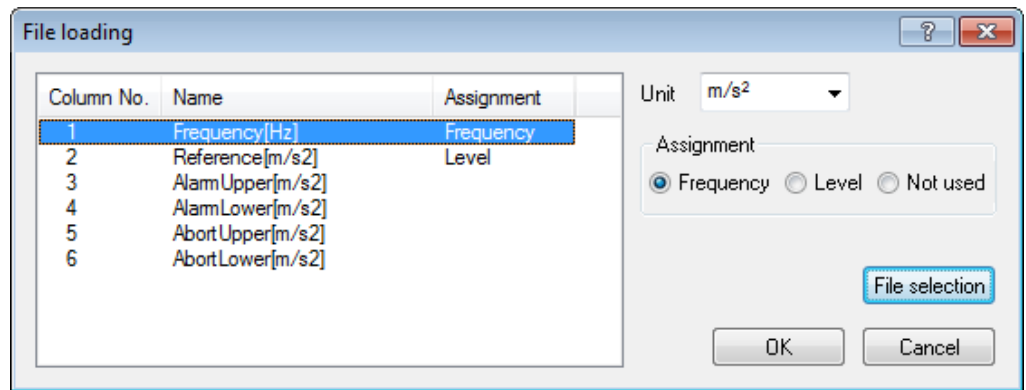 File loading
Column No. Name Assignment
1 Frequency[Hz] Frequency
2 Reference[m/s2] Level
3 AlarmUpper[m/s2]
4 AlarmLower[m/s2]
5 AbortUpper[m/s2]
6 AbortLower[m/s2]
Unit m/s²
Assignment
Frequency Level Not used
File selection
OK Cancel